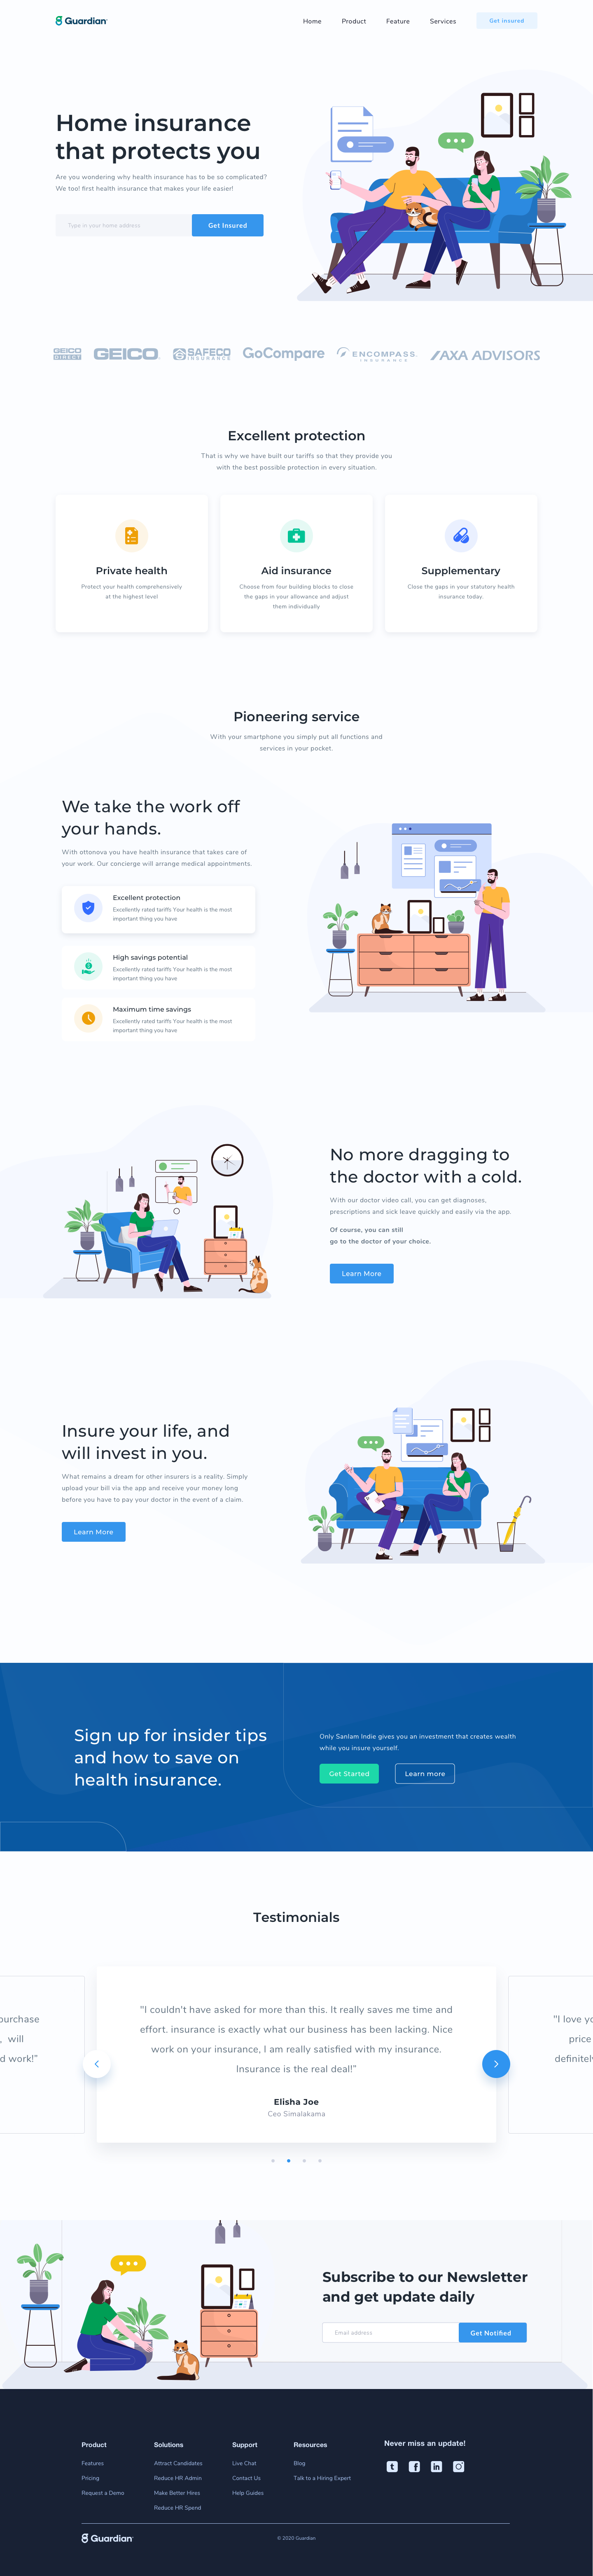 Guardian
Home
Product
Feature
Services
Get insured
Home insurance
that protects you
Are you wondering why health insurance has to be so complicated?
We too! first health insurance that makes your life easier!
Type in your home address
Get Insured
GEICO
DIRECT
GEICO
SAFECO
INSURANCE
GoCompare
ENCOMPASS
INSURANCE
AXA ADVISORS
Excellent protection
That is why we have built our tariffs so that they provide you
with the best possible protection in every situation.
Private health
Protect your health comprehensively
at the highest level
Aid insurance
Choose from four building blocks to close
the gaps in your allowance and adjust
them individually
Supplementary
Close the gaps in your statutory health
insurance today
Pioneering service
With your smartphone you simply put all functions and
services in your pocket.
We take the work off
your hands.
With ottonova you have health insurance that takes care of
your work. Our concierge will arrange medical appointments.
Excellent protection
Excellently rated tariffs Your health is the most
important thing you have
High savings potential
Excellently rated tariffs Your health is the most
important thing you have
Maximum time savings
Excellently rated tariffs Your health is the most
important thing you have
No more dragging to
the doctor with a cold.
With our doctor video call, you can get diagnoses,
prescriptions and sick leave quickly and easily via the app.
Of course, you can still
go to the doctor of your choice.
Learn More
Insure your life, and
will invest in you.
What remains a dream for other insurers is a reality. Simply
upload your bill via the app and receive your money long
before you have to pay your doctor in the event of a claim.
Learn More
Sign up for insider tips
and how to save on
health insurance.
Only Sanlam Indie gives you an investment that creates wealth
while you insure yourself.
Get Started
Learn more
Testimonials
urchase
, will
d work!"
"I couldn't have asked for more than this. It really saves me time and
effort. insurance is exactly what our business has been lacking. Nice
work on your insurance, I am really satisfied with my insurance.
Insurance is the real deal!"
Elisha Joe
Ceo Simalakama
"I love yo
price
definitel
Subscribe to our Newsletter
and get update daily
Email address
Get Notified
Product
Features
Pricing
Request a Demo
Solutions
Attract Candidates
Reduce HR Admin
Make Better Hires
Reduce HR Spend
Support
Live Chat
Contact Us
Help Guides
Resources
Blog
Talk to a Hiring Expert
Never miss an update!
Guardian
© 2020 Guardian